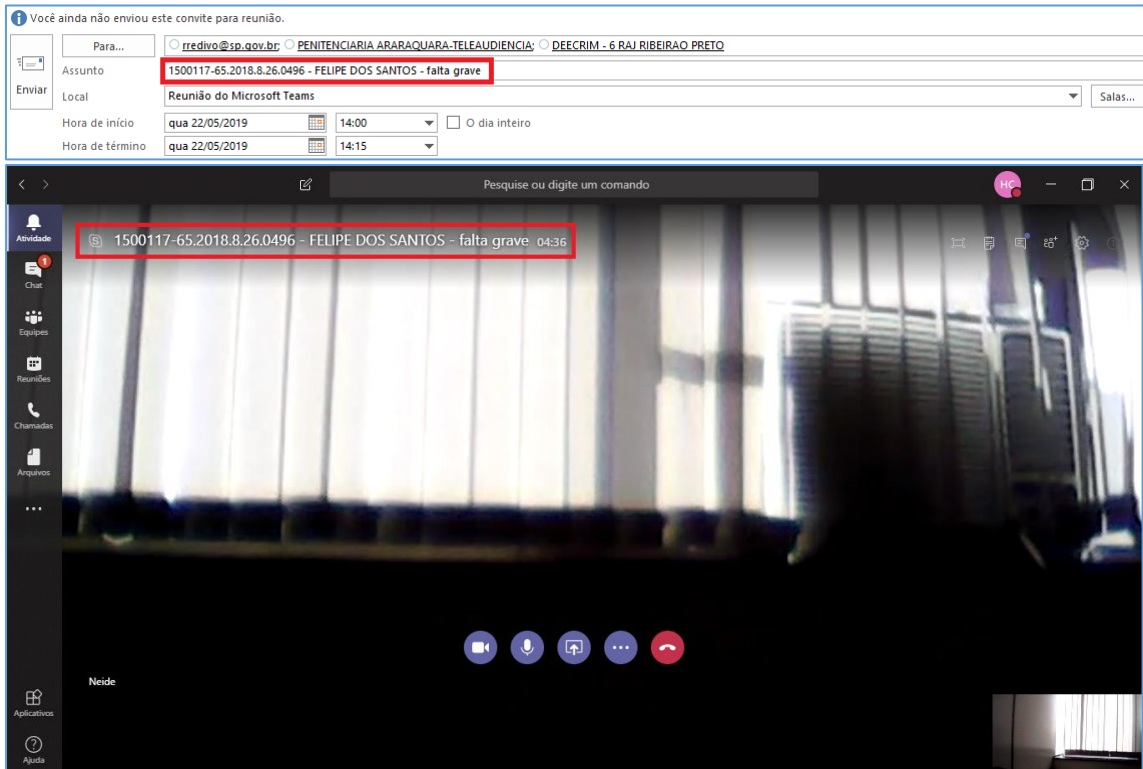 Você ainda não enviou este convite para reunião.
Para...
rredivo@sp.gov.br; PENITENCIARIA ARARAQUARA-TELEAUDIENCIA; DEECRIM - 6 RAJ RIBEIRAO PRETO
Enviar
Assunto
1500117-65.2018.8.26.0496 - FELIPE DOS SANTOS - falta grave
Local
Reunião do Microsoft Teams
Salas...
Hora de início
qua 22/05/2019
14:00
O dia inteiro
Hora de término
qua 22/05/2019
14:15
Pesquise ou digite um comando
HC
1500117-65.2018.8.26.0496 - FELIPE DOS SANTOS - falta grave 04:36
Atividade
1
Chat
Equipes
Reuniões
Chamadas
Arquivos
Neide
Aplicativos
Ajuda